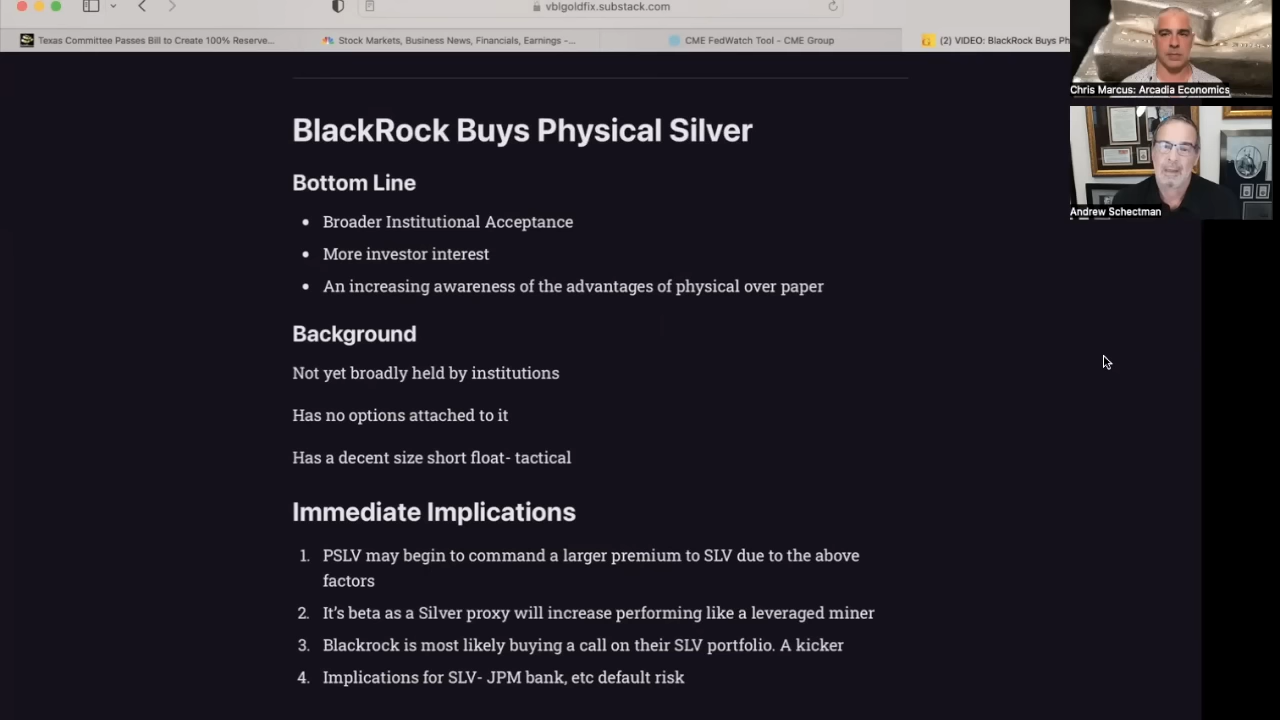 vblgoldfix.substack.com
Texas Committee Passes Bill to Create 100% Reserve...
Stock Markets, Business News, Financials, Earnings -...
CME FedWatch Tool - CME Group
(2) VIDEO: BlackRock Buys Ph
Chris Marcus: Arcadia Economics
Andrew Schectman
BlackRock Buys Physical Silver
Bottom Line
• Broader Institutional Acceptance
• More investor interest
• An increasing awareness of the advantages of physical over paper
Background
Not yet broadly held by institutions
Has no options attached to it
Has a decent size short float- tactical
Immediate Implications
1. PSLV may begin to command a larger premium to SLV due to the above
factors
2. It's beta as a Silver proxy will increase performing like a leveraged miner
3. Blackrock is most likely buying a call on their SLV portfolio. A kicker
4. Implications for SLV- JPM bank, etc default risk